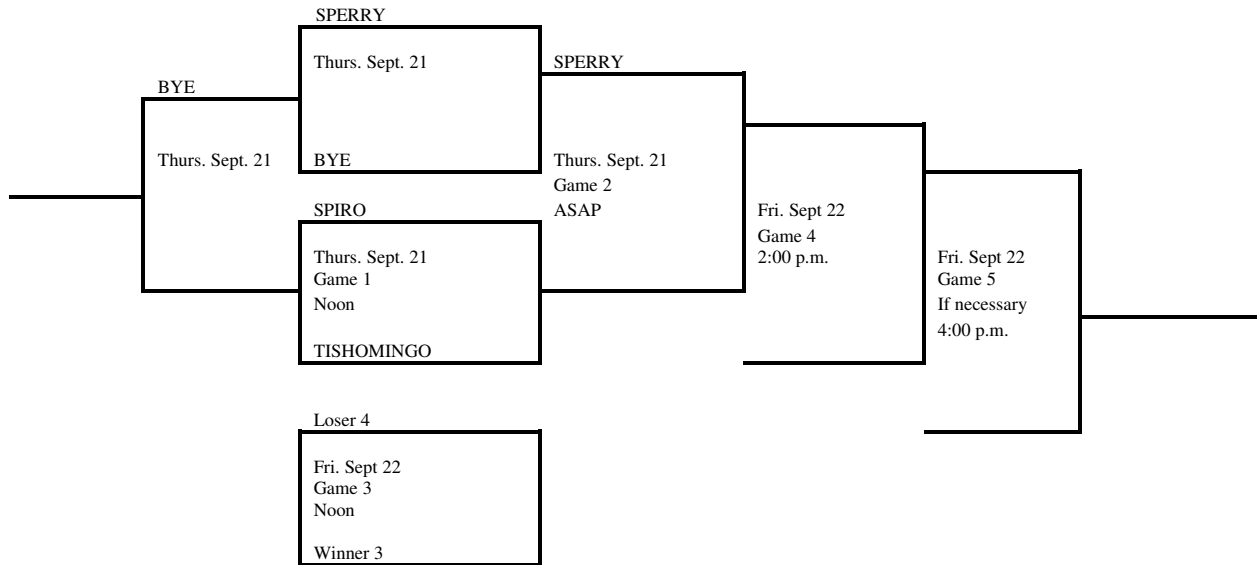 SPERRY
Thurs. Sept. 21
SPERRY
BYE
Thurs. Sept. 21
BYE
Thurs. Sept. 21
Game 2
ASAP
SPIRO
Fri. Sept 22
Game 4
2:00 p.m.
Thurs. Sept. 21
Game 1
Noon
Fri. Sept 22
Game 5
If necessary
4:00 p.m.
TISHOMINGO
Loser 4
Fri. Sept 22
Game 3
Noon
Winner 3